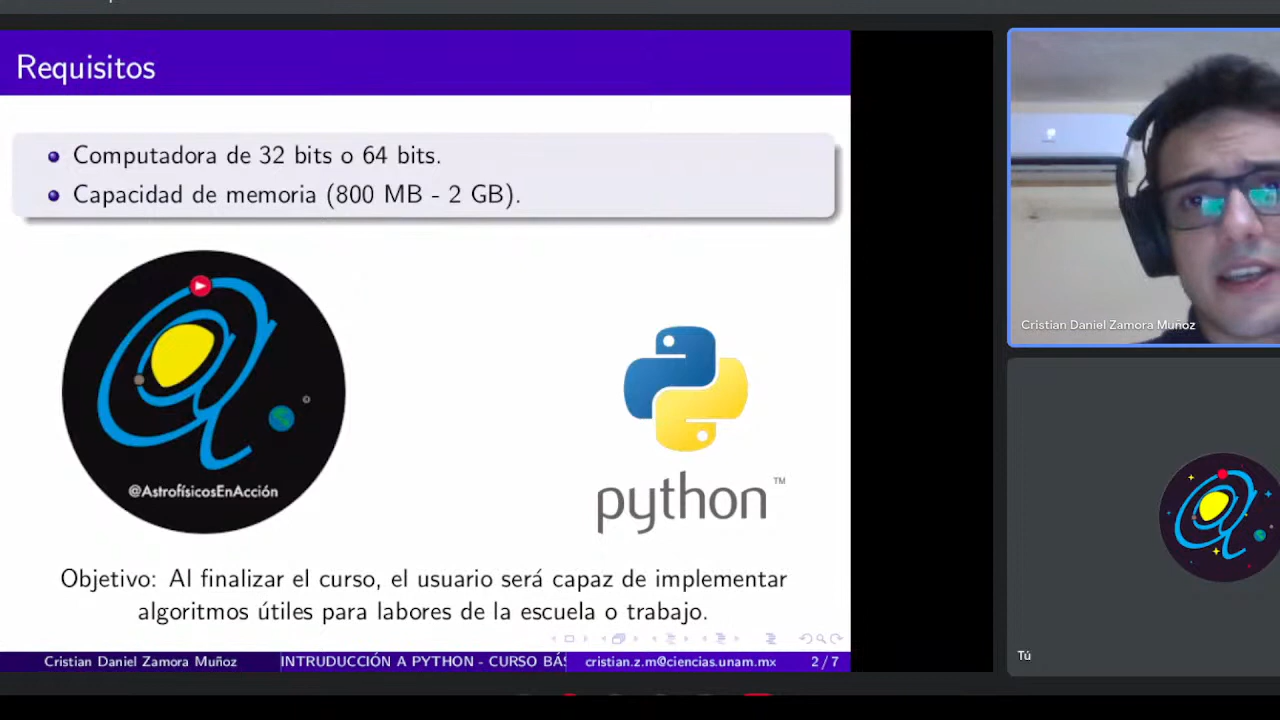 Requisitos
Computadora de 32 bits o 64 bits.
Capacidad de memoria (800 MB - 2 GB).
@AstrofísicosEnAcción
python™
Objetivo: Al finalizar el curso, el usuario será capaz de implementar
algoritmos útiles para labores de la escuela o trabajo.
Cristian Daniel Zamora Muñoz
INTRODUCCIÓN A PYTHON - CURSO BÁS
cristian.z.m@ciencias.unam.mx
2 / 7
Cristian Daniel Zamora Muñoz
Tú